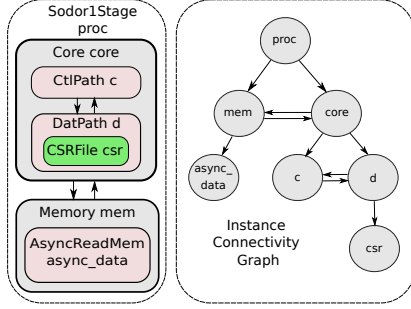 Sodor1Stage
proc
Core core
CtlPath c
DatPath d
CSRFile csr
Memory mem
AsyncReadMem
async_data
proc
mem
core
async_
data
c
d
csr
Instance
Connectivity
Graph